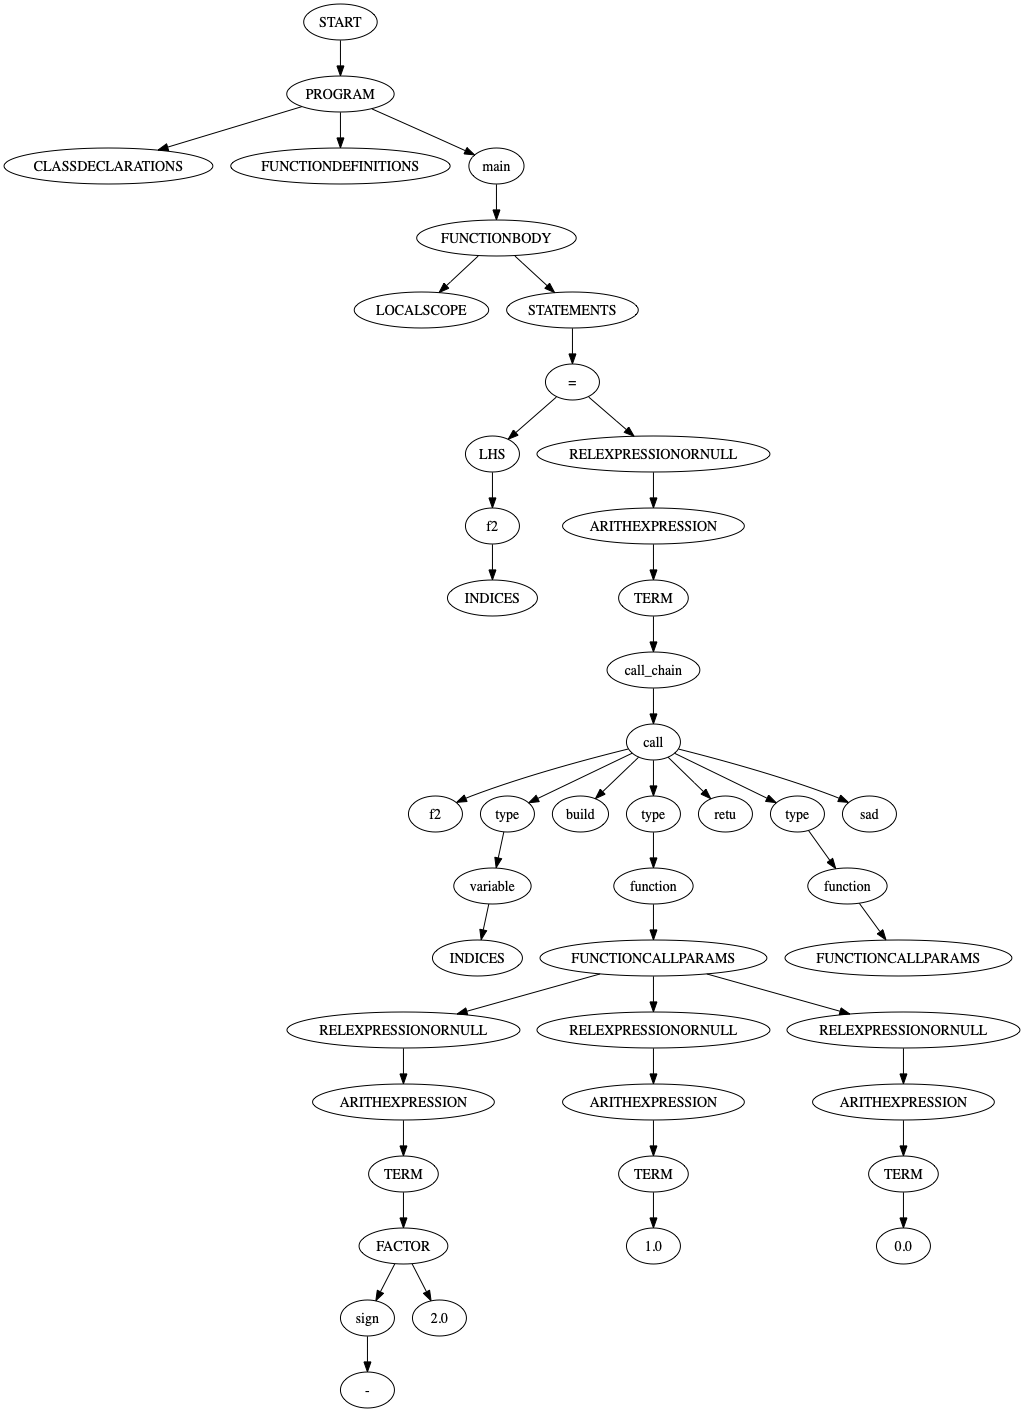 START
PROGRAM
CLASSDECLARATIONS FUNCTIONDEFINITIONS main
FUNCTIONBODY
LOCALSCOPE STATEMENTS
=
LHS RELEXPRESSIONORNULL
f2 ARITHEXPRESSION
INDICES TERM
call_chain
call
f2 type build type retu type sad
variable function function
INDICES FUNCTIONCALLPARAMS FUNCTIONCALLPARAMS
RELEXPRESSIONORNULL RELEXPRESSIONORNULL RELEXPRESSIONORNULL
ARITHEXPRESSION ARITHEXPRESSION ARITHEXPRESSION
TERM TERM TERM
FACTOR 1.0 0.0
sign 2.0
-